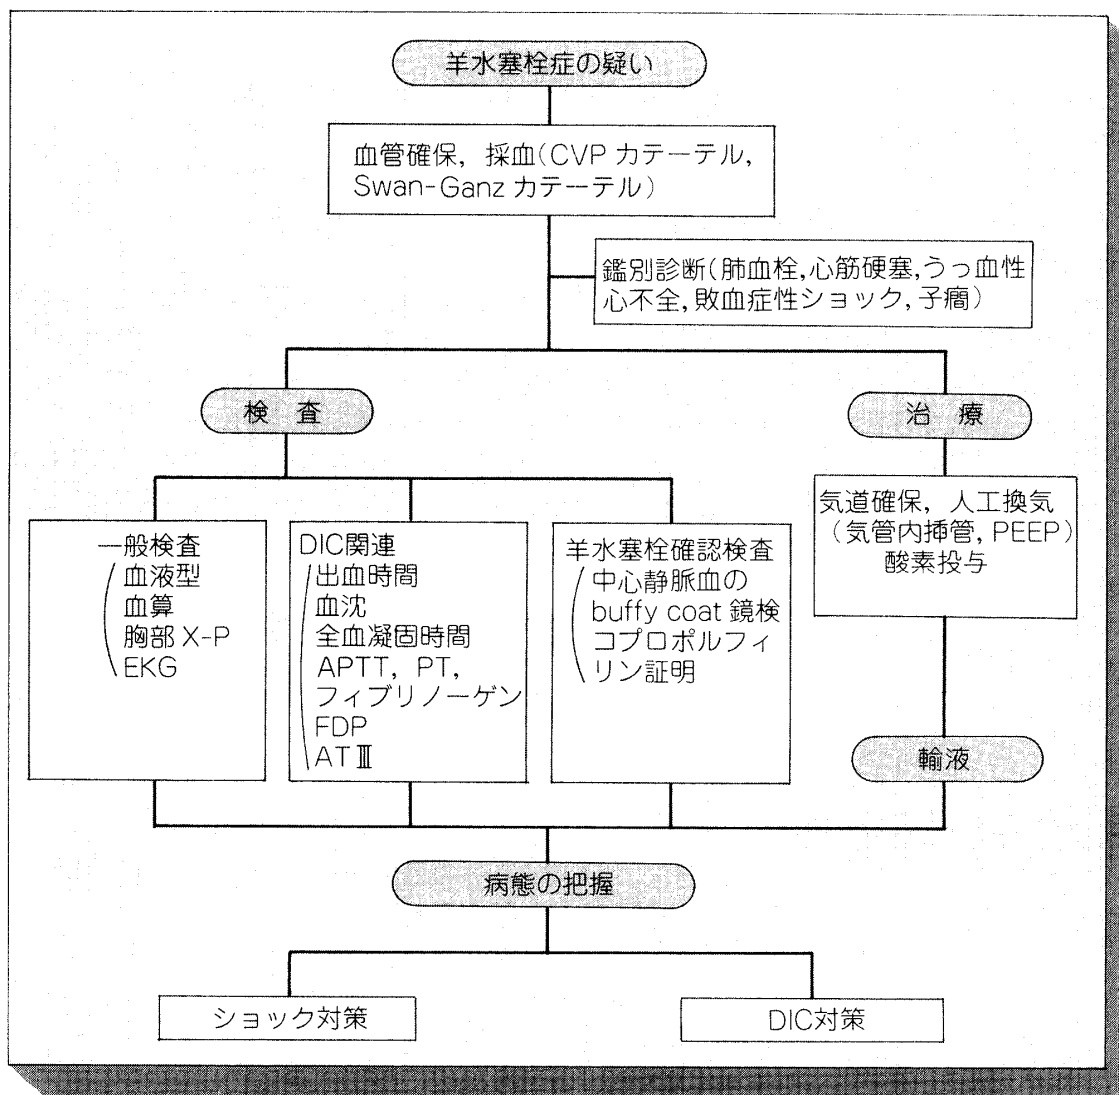 羊水塞栓症の疑い
血管確保，採血(CVP カテーテル，
Swan-Ganz カテーテル)
鑑別診断(肺血栓,心筋硬塞,うっ血性
心不全,敗血症性ショック,子癇)
検　査
治　療
一般検査
血液型
血算
胸部 X-P
EKG
DIC関連
出血時間
血沈
全血凝固時間
APTT，PT，
フィブリノーゲン
FDP
AT Ⅲ
羊水塞栓確認検査
中心静脈血の
buffy coat 鏡検
コプロポルフィ
リン証明
気道確保，人工換気
(気管内挿管, PEEP)
酸素投与
輸液
病態の把握
ショック対策
DIC対策